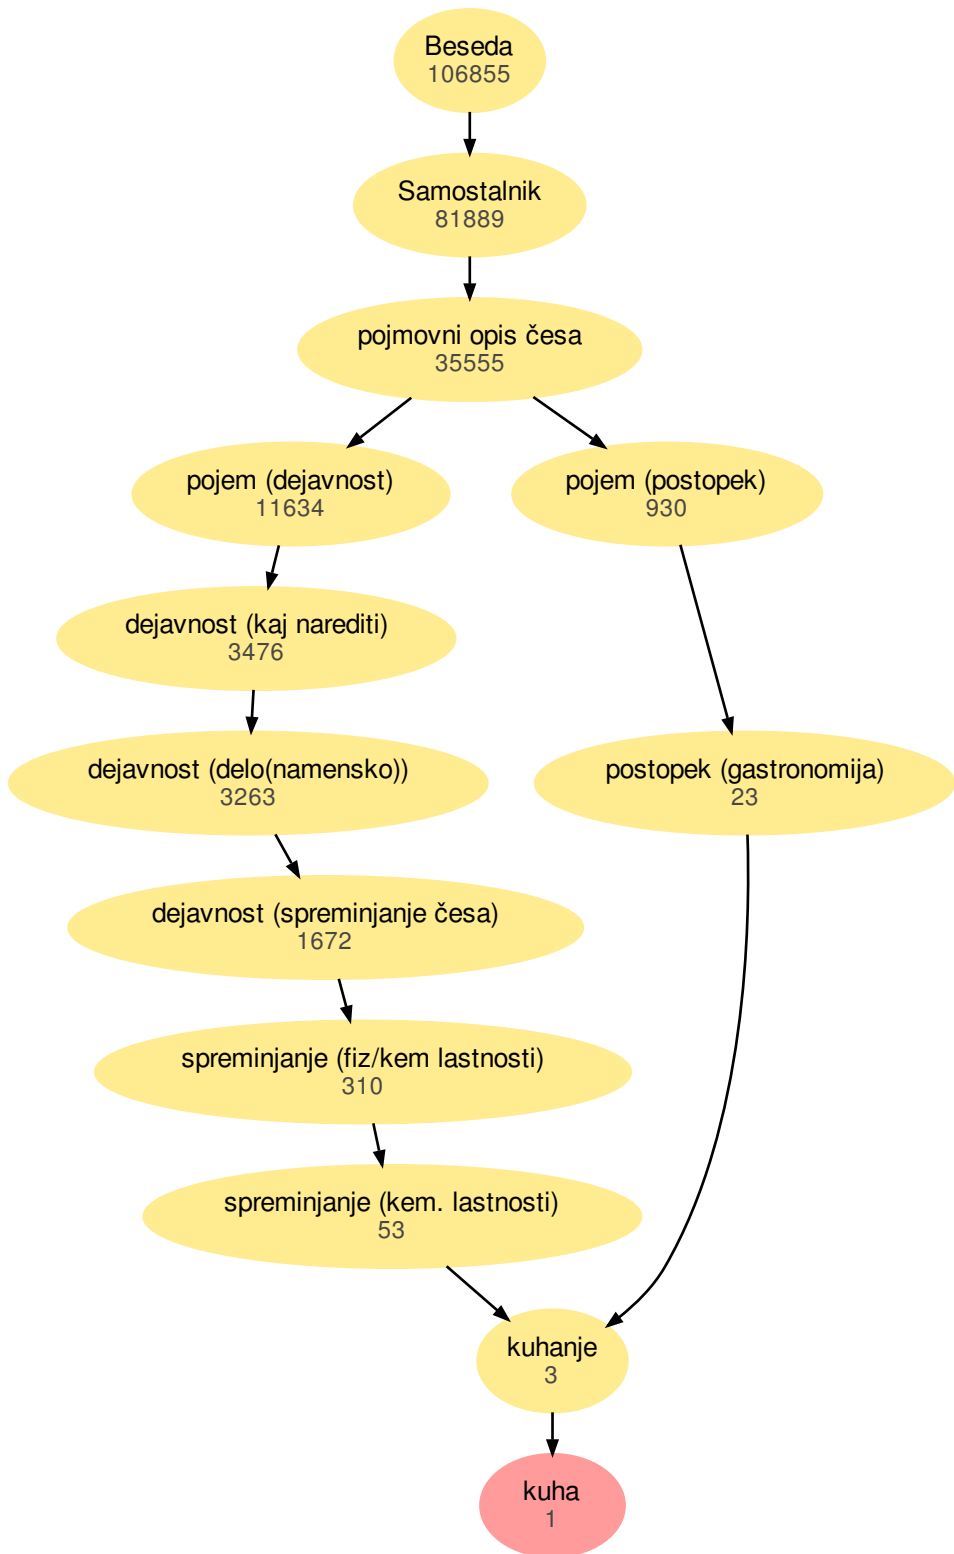 Beseda
106855
Samostalnik
81889
pojmovni opis česa
35555
pojem (dejavnost)
11634
pojem (postopek)
930
dejavnost (kaj narediti)
3476
dejavnost (delo(namensko))
3263
postopek (gastronomija)
23
dejavnost (spreminjanje česa)
1672
spreminjanje (fiz/kem lastnosti)
310
spreminjanje (kem. lastnosti)
53
kuhanje
3
kuha
1